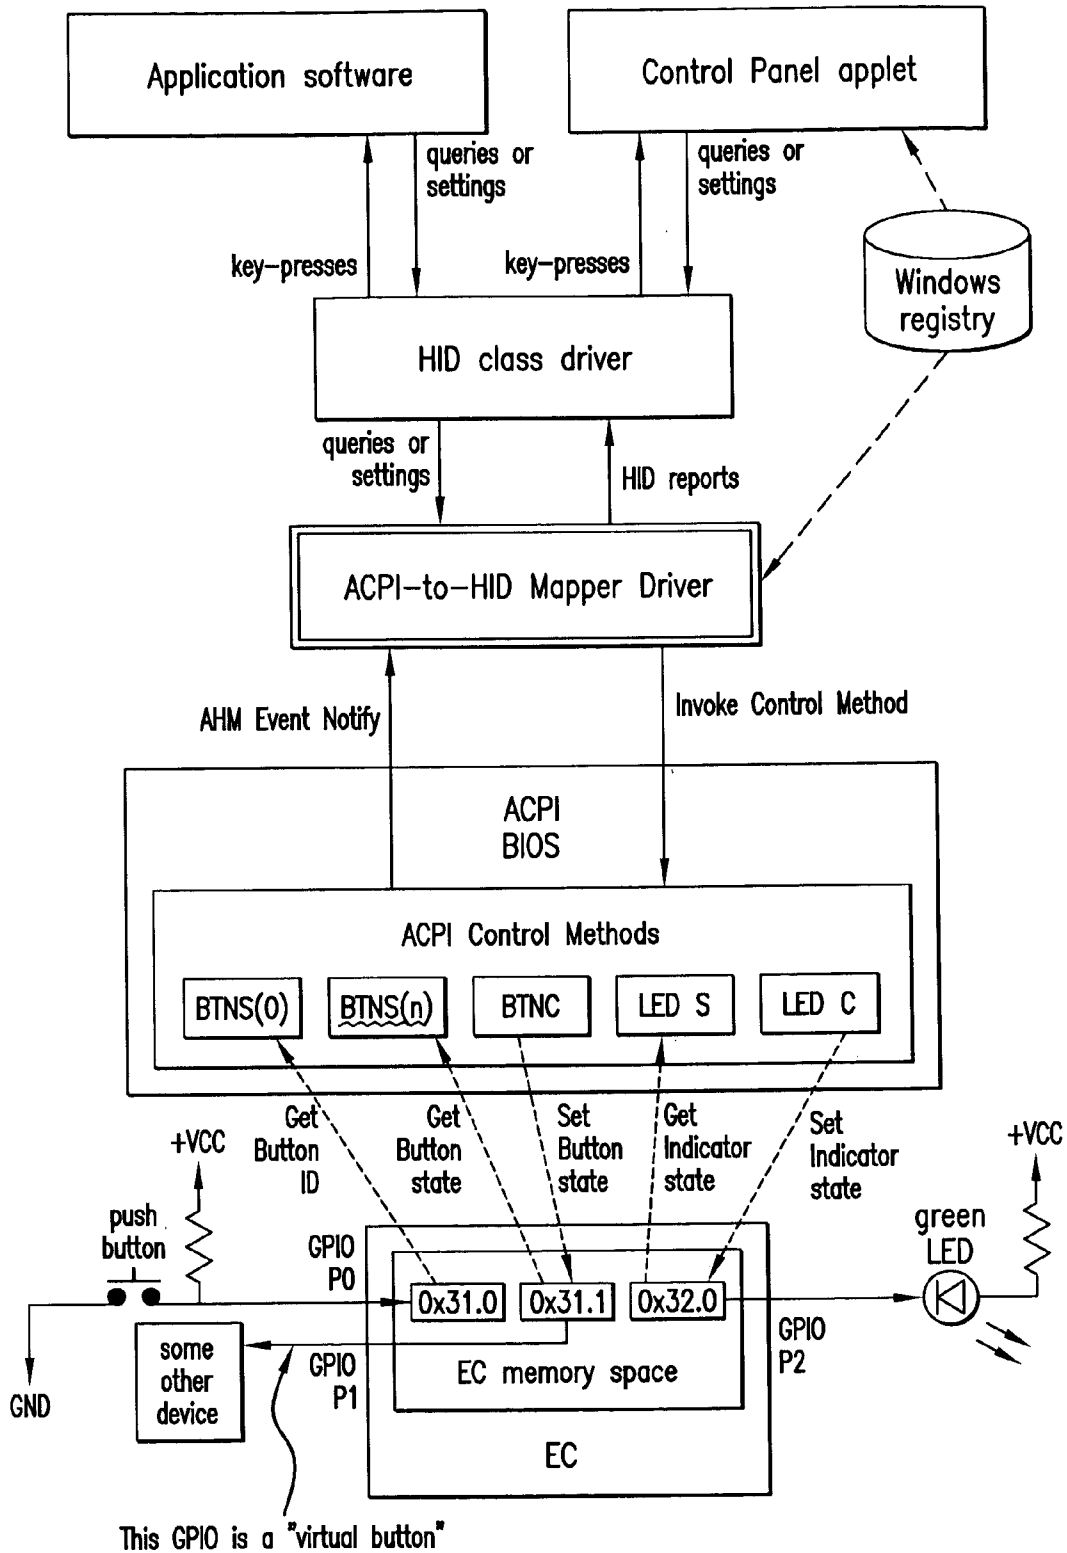 Application software
Control Panel applet
queries or
settings
queries or
settings
key-presses
key-presses
Windows
registry
HID class driver
queries or
settings
HID reports
ACPI-to-HID Mapper Driver
AHM Event Notify
Invoke Control Method
ACPI
BIOS
ACPI Control Methods
BTNS(0)
BTNS(n)
BTNC
LED S
LED C
Get
Button
ID
Get
Button
state
Set
Button
state
Get
Indicator
state
Set
Indicator
state
+VCC
+VCC
push
button
GPIO
P0
green
LED
0x31.0
0x31.1
0x32.0
GND
some
other
device
GPIO
P1
EC memory space
GPIO
P2
EC
This GPIO is a "virtual button"